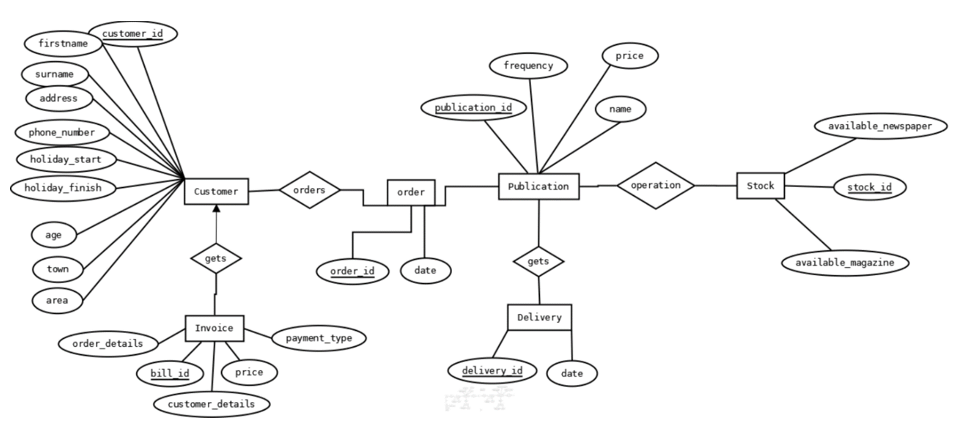 customer_id
firstname
surname
address
phone_number
holiday_start
holiday_finish
age
town
area
Customer
orders
order
order_id
date
gets
Invoice
order_details
bill_id
customer_details
price
payment_type
publication_id
frequency
price
name
Publication
operation
Stock
available_newspaper
stock_id
available_magazine
gets
Delivery
delivery_id
date